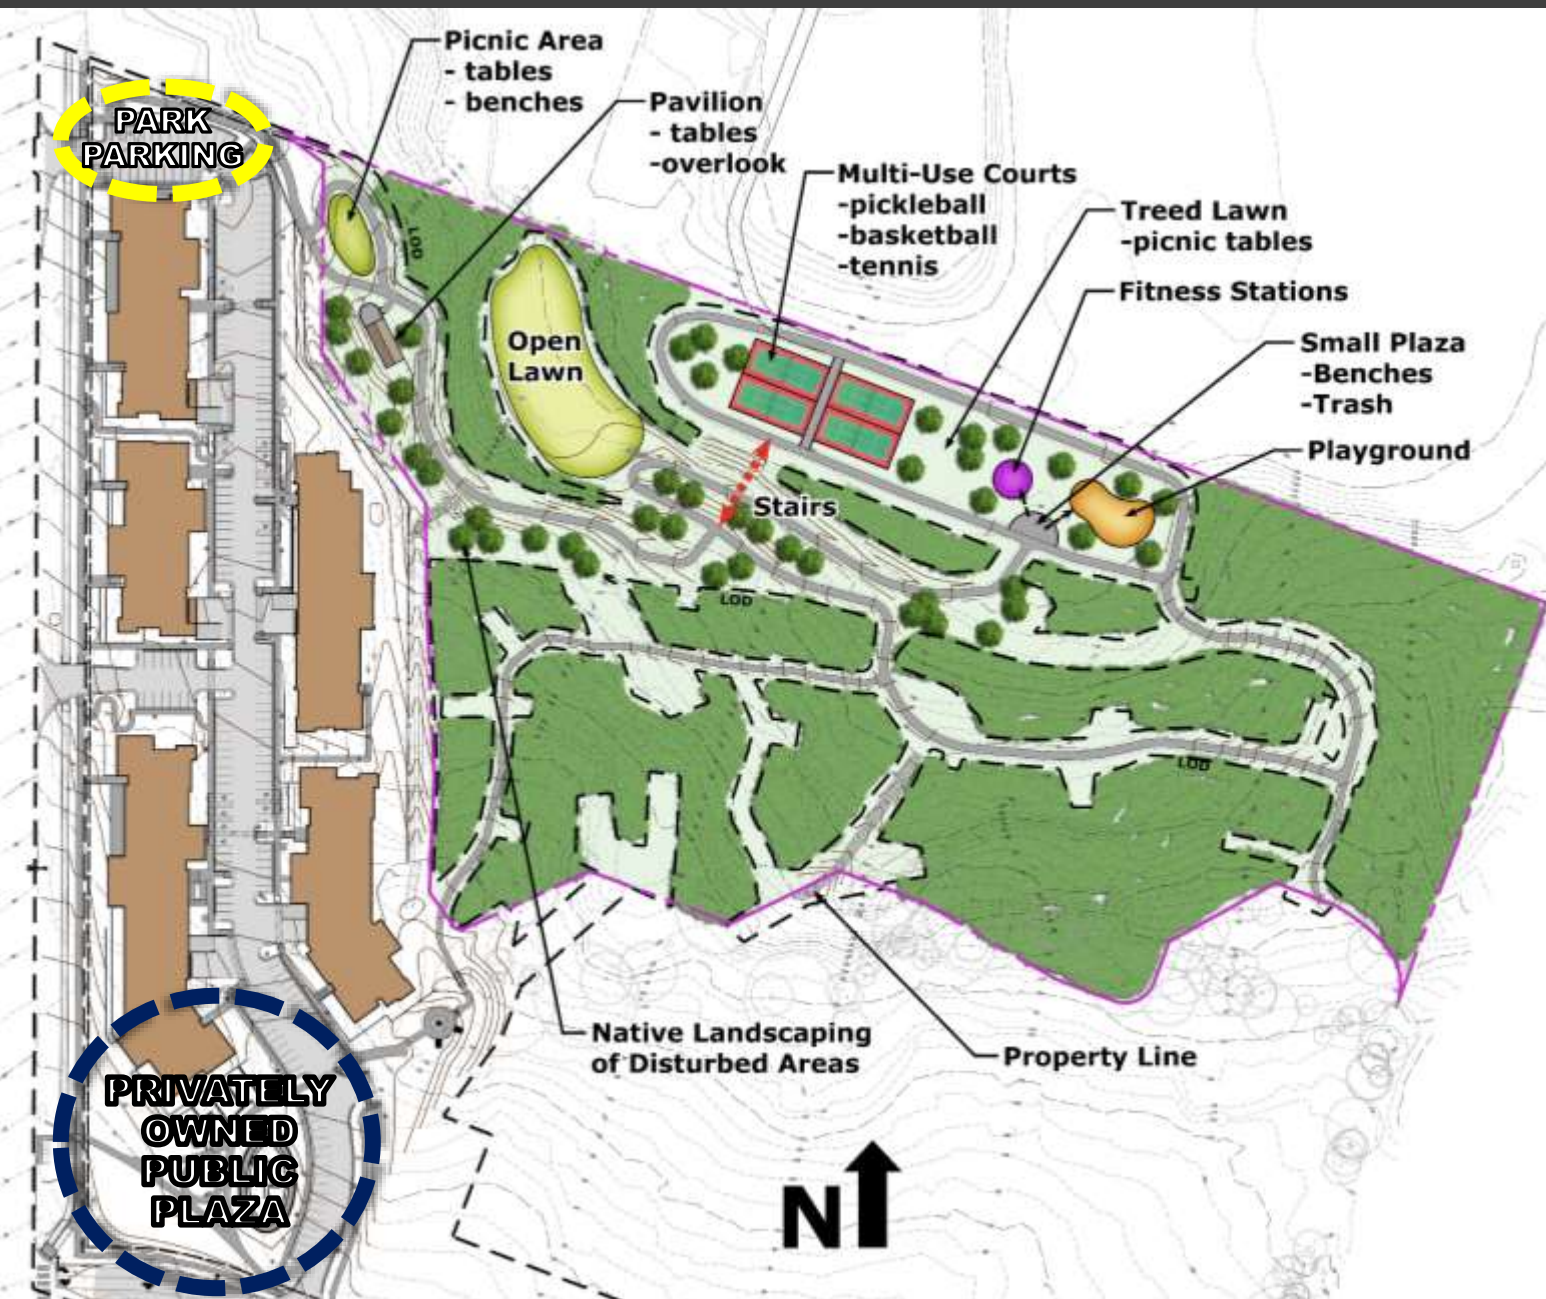 Picnic Area
- tables
- benches
Pavilion
- tables
-overlook
PARK
PARKING
Multi-Use Courts
-pickleball
-basketball
-tennis
Treed Lawn
-picnic tables
Fitness Stations
Small Plaza
-Benches
-Trash
Playground
LOD
Open
Lawn
Stairs
LOD
LOD
Native Landscaping
of Disturbed Areas
Property Line
PRIVATELY
OWNED
PUBLIC
PLAZA
N